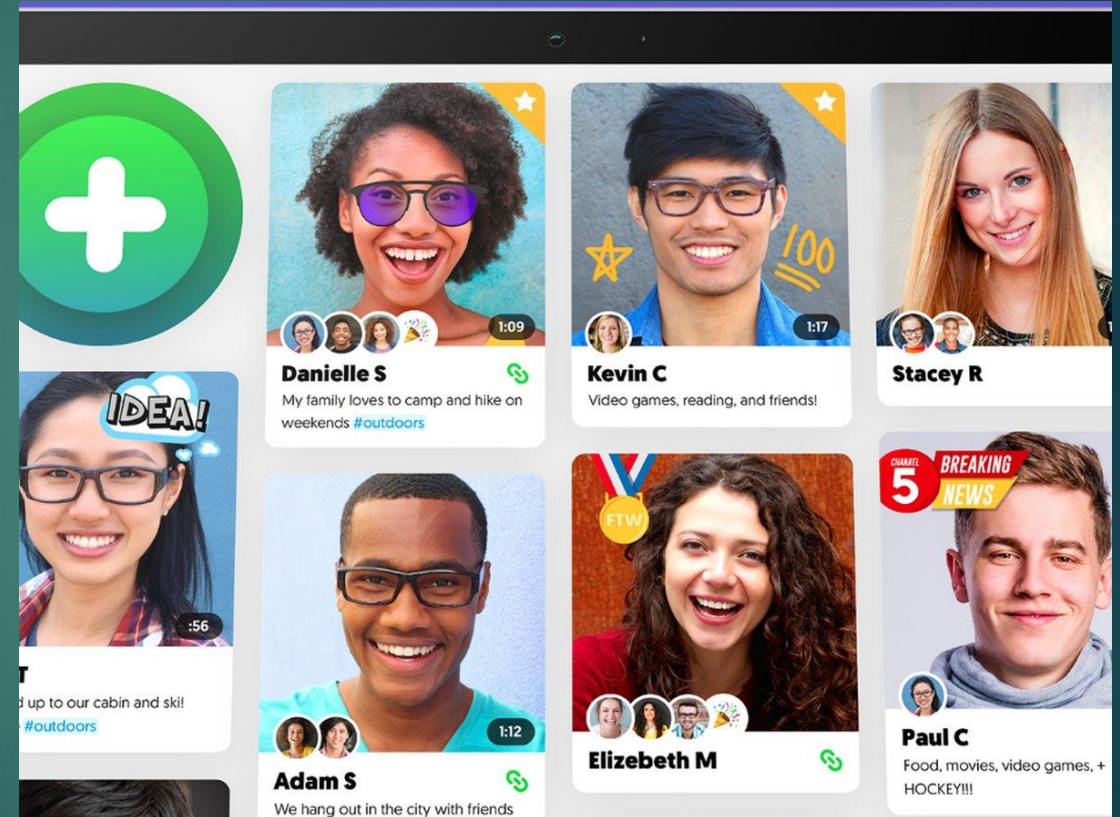 1:09
Danielle S
My family loves to camp and hike on
weekends #outdoors
100
1:17
Kevin C
Video games, reading, and friends!
Stacey R
IDEA!
:56
T
d up to our cabin and ski!
#outdoors
1:12
Adam S
We hang out in the city with friends
FTW
Elizebeth M
CHANNEL
5
BREAKING
NEWS
Paul C
Food, movies, video games, +
HOCKEY!!!